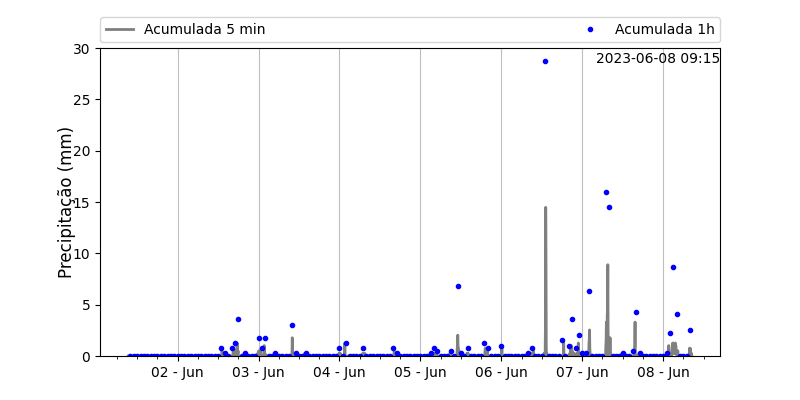 Acumulada 5 min
Acumulada 1h
2023-06-08 09:15
Precipitação (mm)
30
25
20
15
10
5
0
02 - Jun 03 - Jun 04 - Jun 05 - Jun 06 - Jun 07 - Jun 08 - Jun